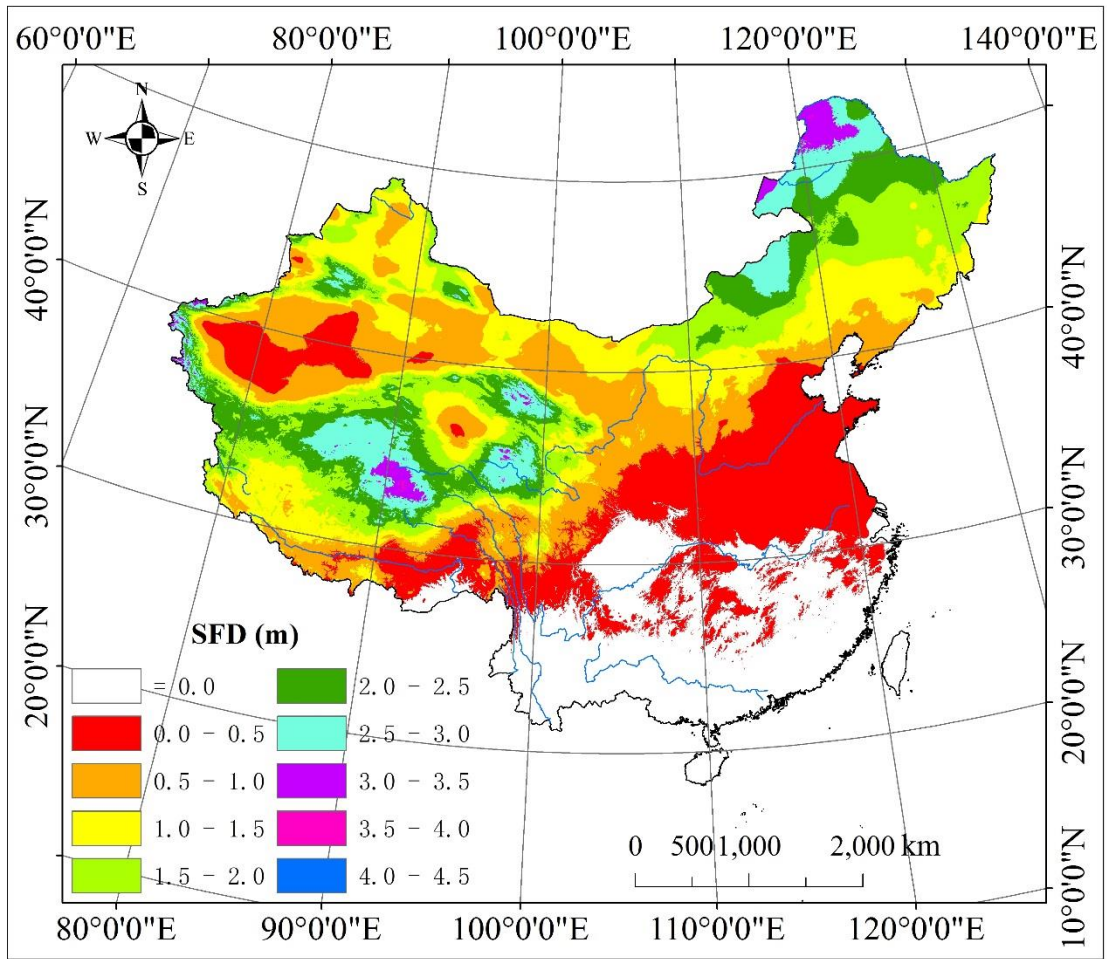 60°0'0"E 80°0'0"E 100°0'0"E 120°0'0"E 140°0'0"E
N
W E
S
40°0'0"N
30°0'0"N
20°0'0"N
40°0'0"N
30°0'0"N
20°0'0"N
10°0'0"N
SFD (m)
= 0.0
0.0 - 0.5
0.5 - 1.0
1.0 - 1.5
1.5 - 2.0
2.0 - 2.5
2.5 - 3.0
3.0 - 3.5
3.5 - 4.0
4.0 - 4.5
0 500 1,000 2,000 km
80°0'0"E 90°0'0"E 100°0'0"E 110°0'0"E 120°0'0"E